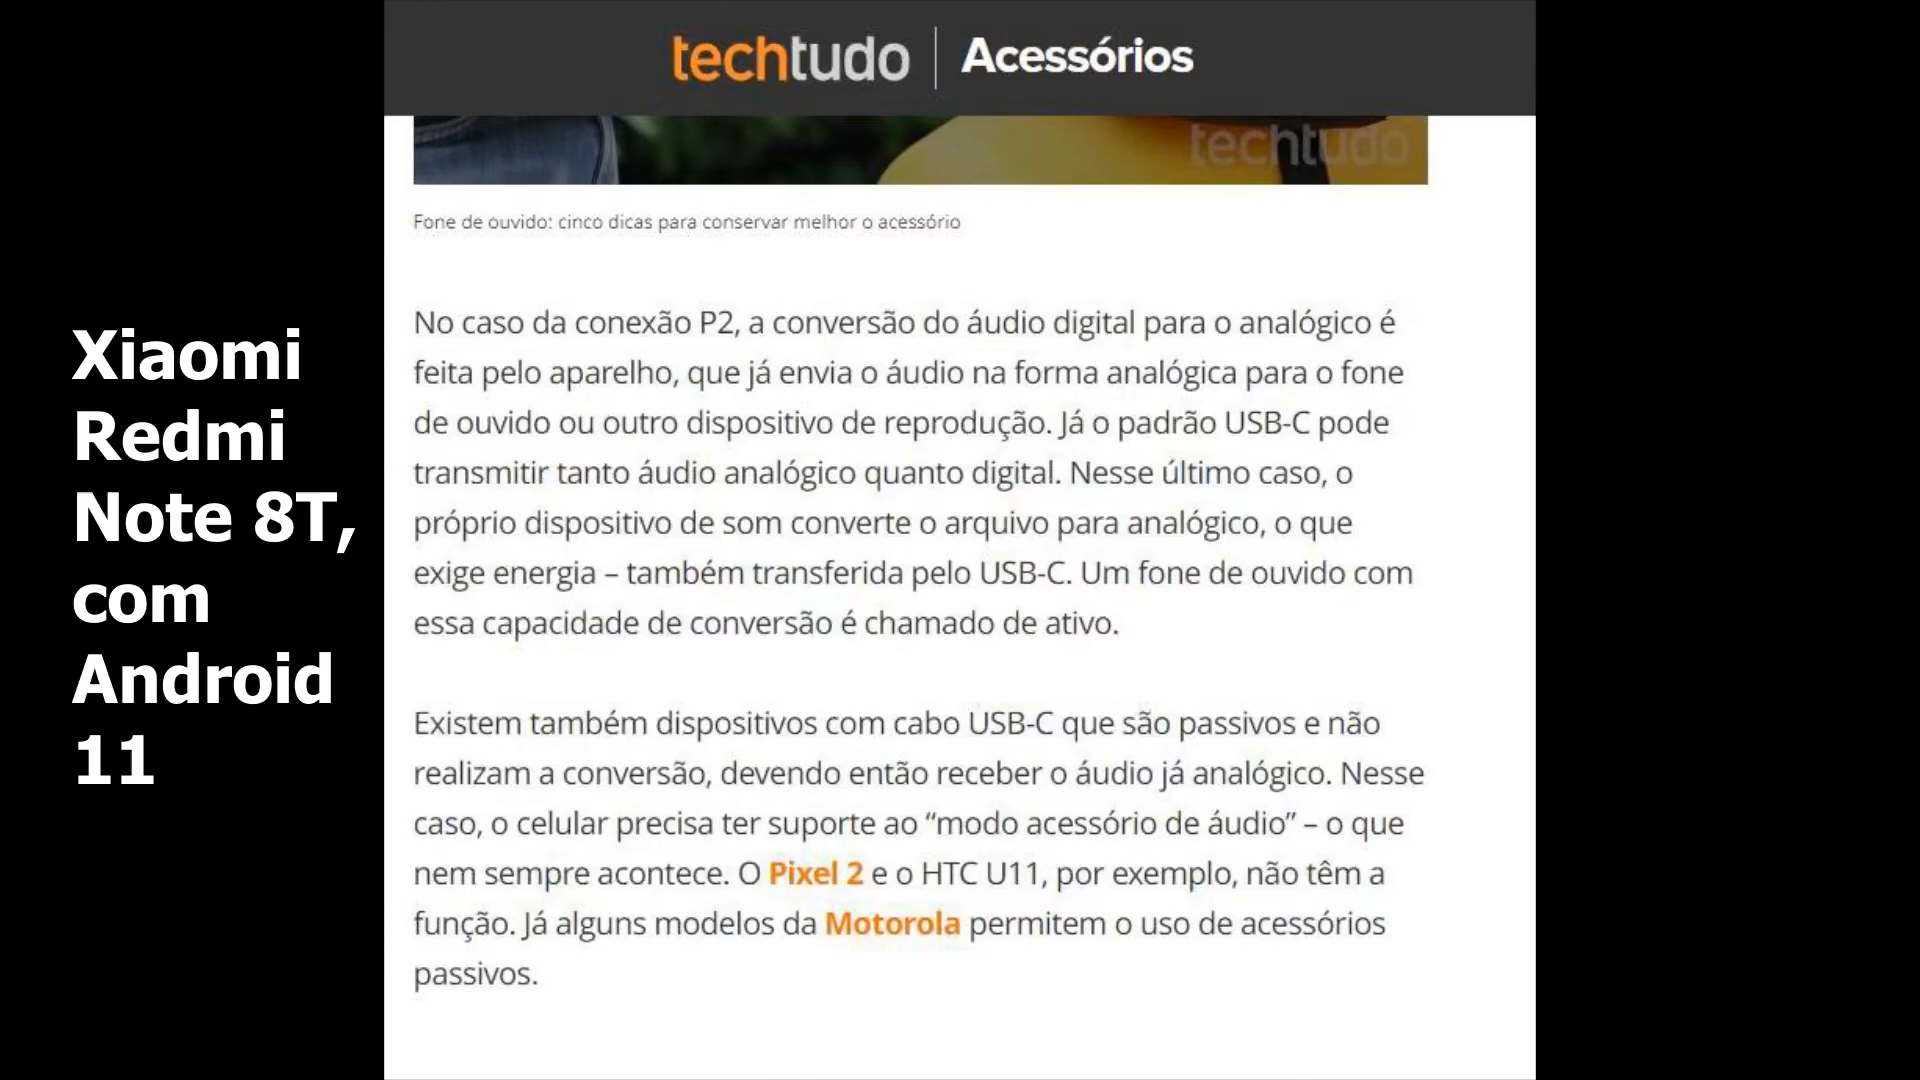 techtudo | Acessórios
techtudo
Fone de ouvido: cinco dicas para conservar melhor o acessório
Xiaomi
Redmi
Note 8T,
com
Android
11
No caso da conexão P2, a conversão do áudio digital para o analógico é
feita pelo aparelho, que já envia o áudio na forma analógica para o fone
de ouvido ou outro dispositivo de reprodução. Já o padrão USB-C pode
transmitir tanto áudio analógico quanto digital. Nesse último caso, o
próprio dispositivo de som converte o arquivo para analógico, o que
exige energia – também transferida pelo USB-C. Um fone de ouvido com
essa capacidade de conversão é chamado de ativo.
Existem também dispositivos com cabo USB-C que são passivos e não
realizam a conversão, devendo então receber o áudio já analógico. Nesse
caso, o celular precisa ter suporte ao “modo acessório de áudio” – o que
nem sempre acontece. O Pixel 2 e o HTC U11, por exemplo, não têm a
função. Já alguns modelos da Motorola permitem o uso de acessórios
passivos.